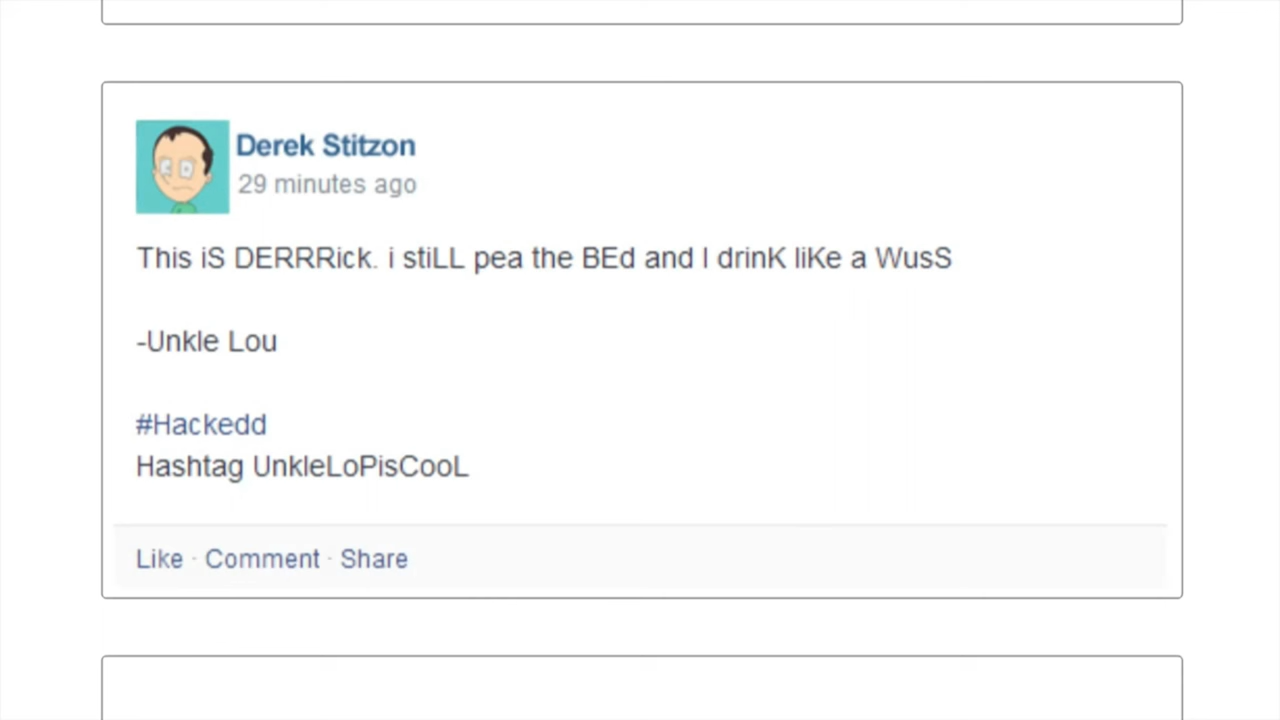 Derek Stitzon
29 minutes ago
This iS DERRRick. i stiLL pea the BEd and I drinK liKe a WusS
-Unkle Lou
#Hackedd
Hashtag UnkleLoPisCooL
Like · Comment · Share